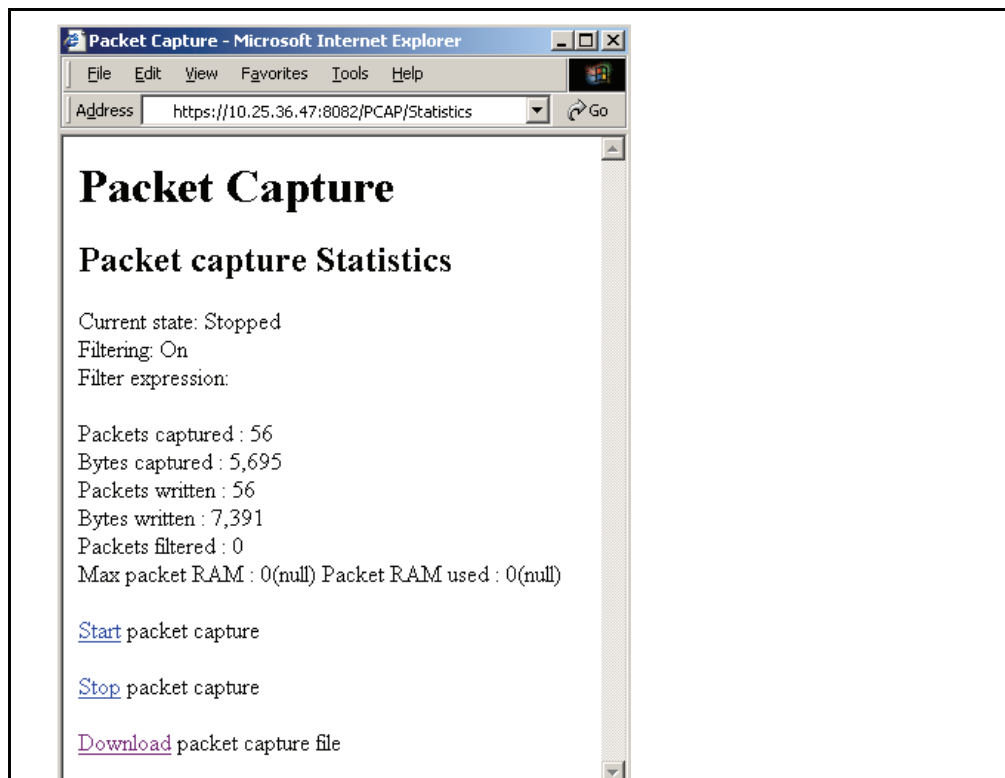 Packet Capture - Microsoft Internet Explorer
File Edit View Favorites Tools Help
Address https://10.25.36.47:8082/PCAP/Statistics Go
Packet Capture
Packet capture Statistics
Current state: Stopped
Filtering: On
Filter expression:
Packets captured : 56
Bytes captured : 5,695
Packets written : 56
Bytes written : 7,391
Packets filtered : 0
Max packet RAM : 0(null) Packet RAM used : 0(null)
Start packet capture
Stop packet capture
Download packet capture file